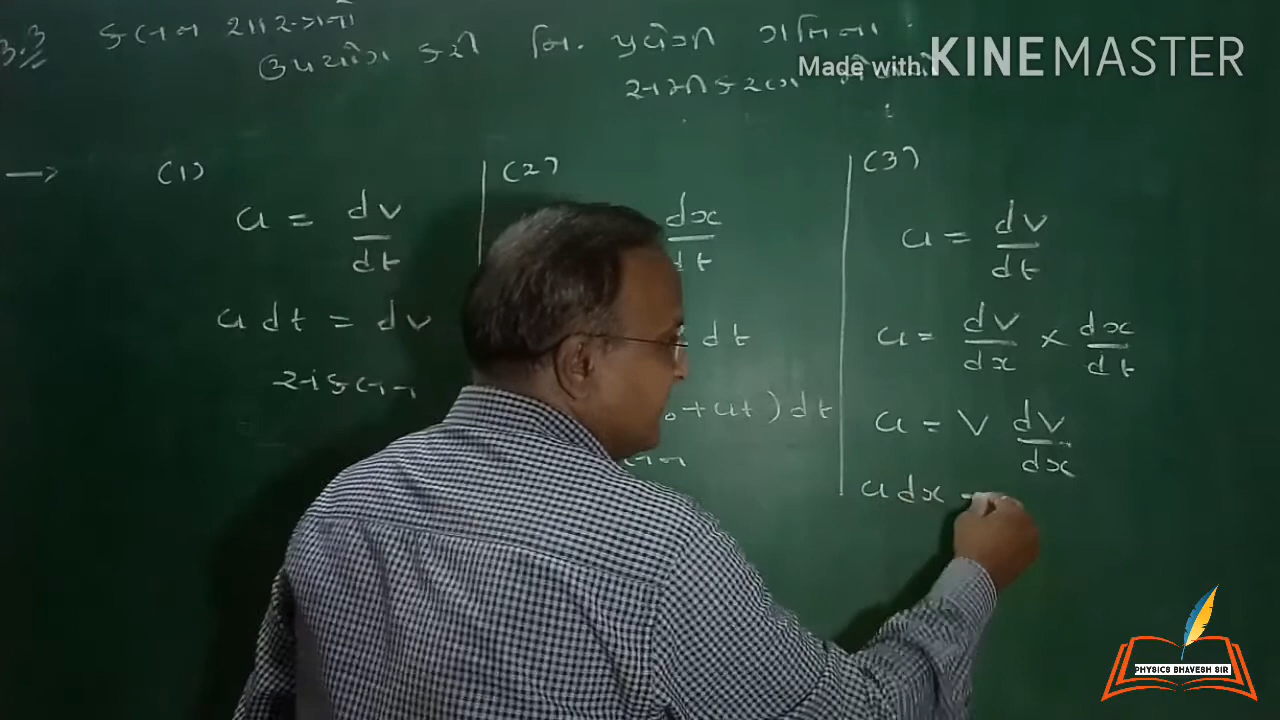 3.3 કલન શાસ્ત્રનો
ઉપયોગ કરી નિ. પ્રવેગી ગતિના
સમીકરણ
Made with KINEMASTER
→ (1)
a = dv/dt
a dt = dv
સંકલન
(2)
dx/dt
dt
o + at ) dt
લન
(3)
a = dv/dt
a = dv/dx × dx/dt
a = v dv/dx
a dx
PHYSICS BHAVESH SIR